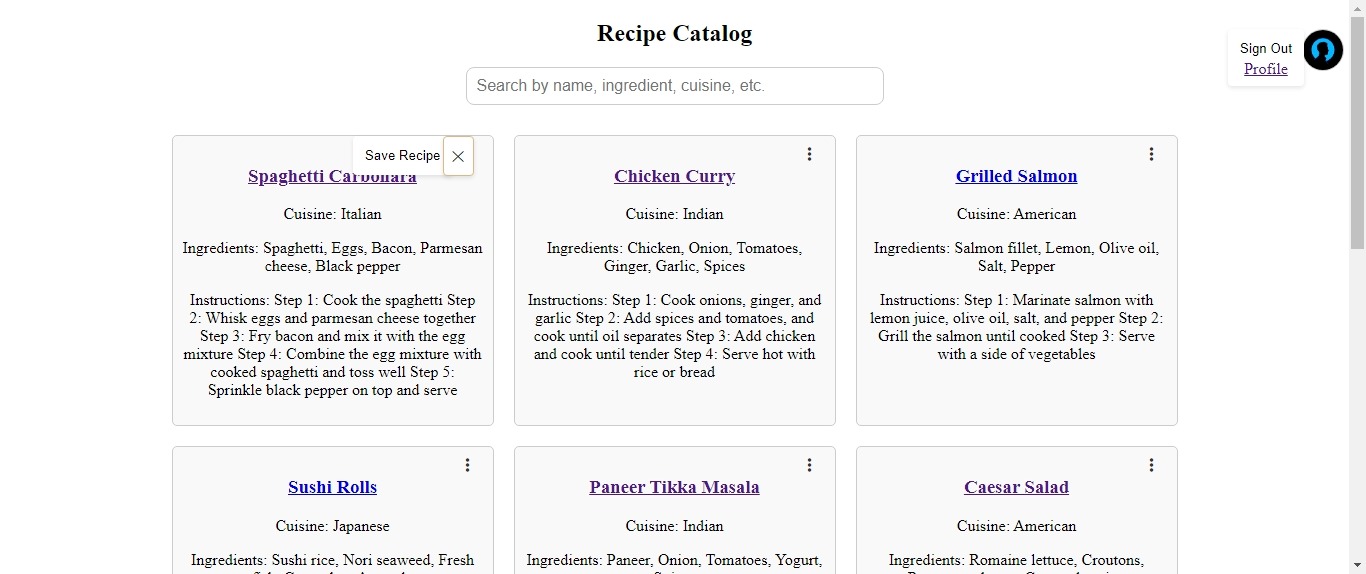 Recipe Catalog
Sign Out
Profile
Search by name, ingredient, cuisine, etc.
Save Recipe
Spaghetti Carbonara
Cuisine: Italian
Ingredients: Spaghetti, Eggs, Bacon, Parmesan
cheese, Black pepper
Instructions: Step 1: Cook the spaghetti Step
2: Whisk eggs and parmesan cheese together
Step 3: Fry bacon and mix it with the egg
mixture Step 4: Combine the egg mixture with
cooked spaghetti and toss well Step 5:
Sprinkle black pepper on top and serve
Chicken Curry
Cuisine: Indian
Ingredients: Chicken, Onion, Tomatoes,
Ginger, Garlic, Spices
Instructions: Step 1: Cook onions, ginger, and
garlic Step 2: Add spices and tomatoes, and
cook until oil separates Step 3: Add chicken
and cook until tender Step 4: Serve hot with
rice or bread
Grilled Salmon
Cuisine: American
Ingredients: Salmon fillet, Lemon, Olive oil,
Salt, Pepper
Instructions: Step 1: Marinate salmon with
lemon juice, olive oil, salt, and pepper Step 2:
Grill the salmon until cooked Step 3: Serve
with a side of vegetables
Sushi Rolls
Cuisine: Japanese
Ingredients: Sushi rice, Nori seaweed, Fresh
Paneer Tikka Masala
Cuisine: Indian
Ingredients: Paneer, Onion, Tomatoes, Yogurt,
Caesar Salad
Cuisine: American
Ingredients: Romaine lettuce, Croutons,